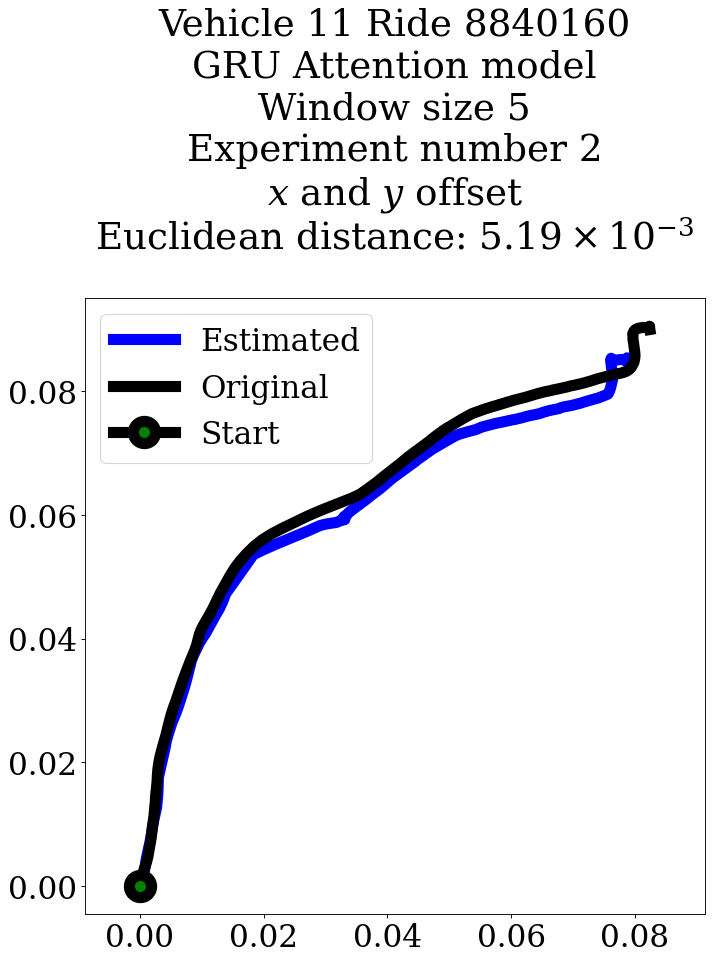 Vehicle 11 Ride 8840160
GRU Attention model
Window size 5
Experiment number 2
x and y offset
Euclidean distance: 5.19 × 10⁻³
Estimated
Original
Start
0.08
0.06
0.04
0.02
0.00
0.00 0.02 0.04 0.06 0.08